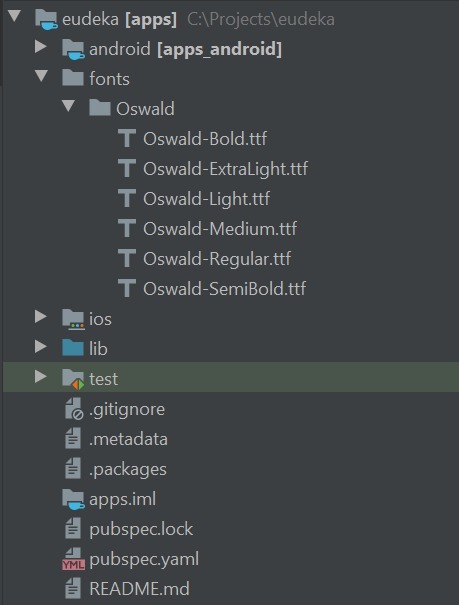 eudeka [apps] C:\Projects\eudeka
android [apps_android]
fonts
Oswald
Oswald-Bold.ttf
Oswald-ExtraLight.ttf
Oswald-Light.ttf
Oswald-Medium.ttf
Oswald-Regular.ttf
Oswald-SemiBold.ttf
ios
lib
test
.gitignore
.metadata
.packages
apps.iml
pubspec.lock
YML pubspec.yaml
README.md